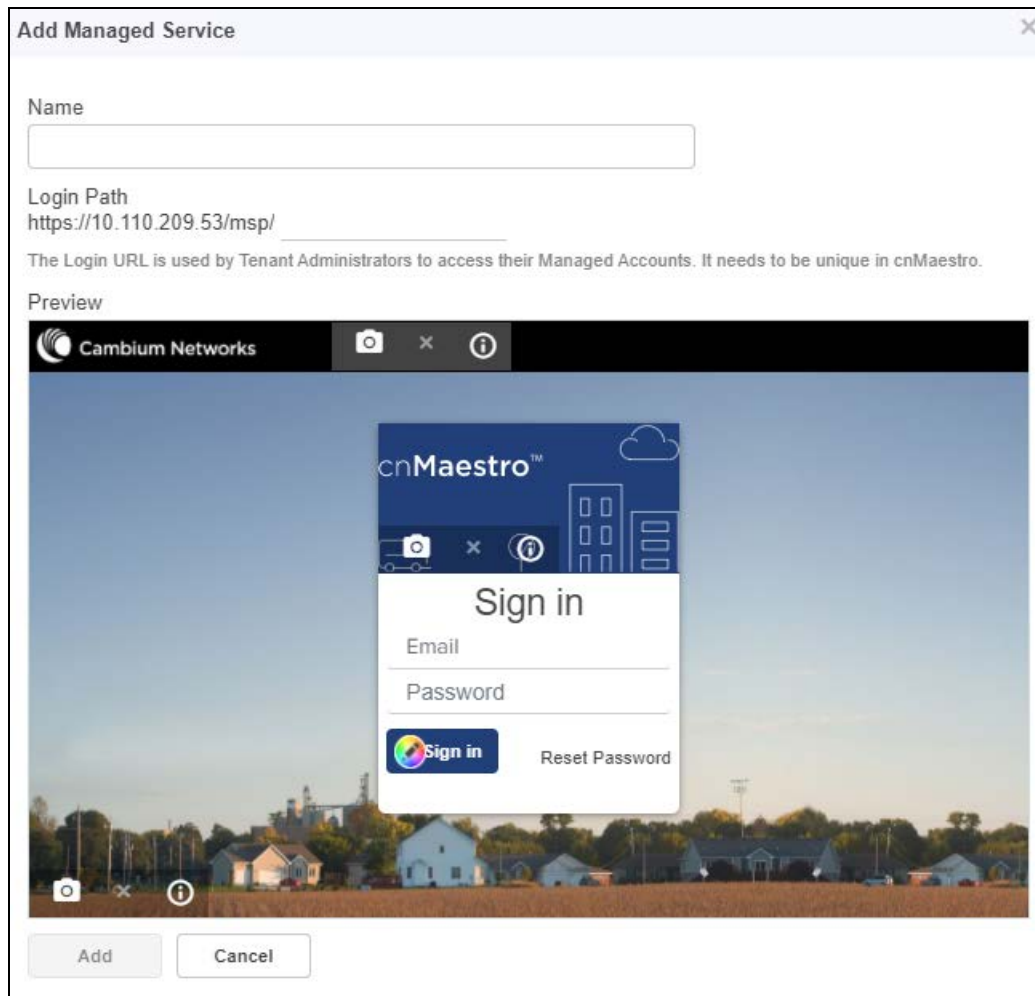 Add Managed Service
Name
Login Path
https://10.110.209.53/msp/
The Login URL is used by Tenant Administrators to access their Managed Accounts. It needs to be unique in cnMaestro.
Preview
Cambium Networks
cnMaestro™
Sign in
Email
Password
Sign in
Reset Password
Add
Cancel